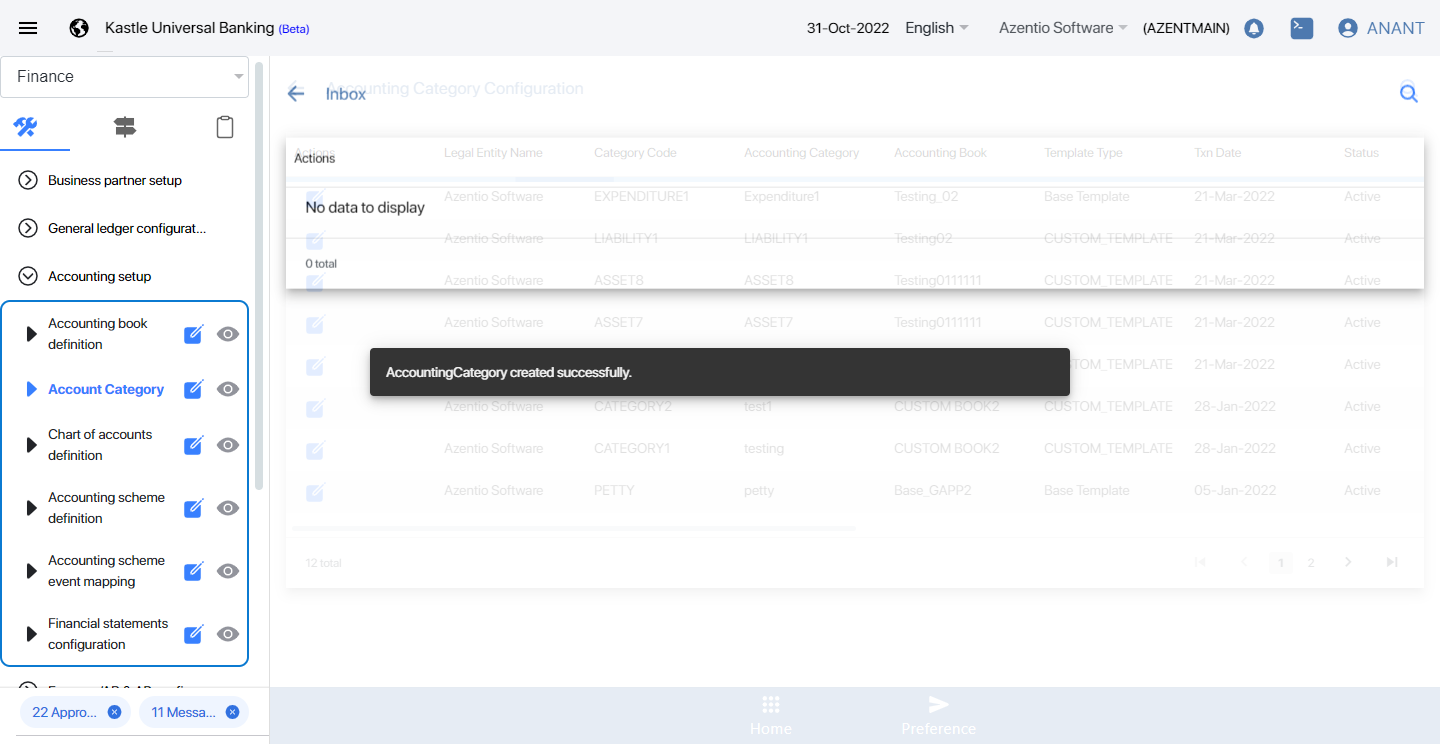 Kastle Universal Banking (Beta)
31-Oct-2022 English Azentio Software (AZENTMAIN) ANANT
Finance
Business partner setup
General ledger configurat...
Accounting setup
Accounting book
definition
Account Category
Chart of accounts
definition
Accounting scheme
definition
Accounting scheme
event mapping
Financial statements
configuration
22 Appro... 11 Messa...
Accounting Category Configuration
Inbox
Actions Legal Entity Name Category Code Accounting Category Accounting Book Template Type Txn Date Status
Actions
Azentio Software EXPENDITURE1 Expenditure1 Testing_02 Base Template 21-Mar-2022 Active
No data to display
Azentio Software LIABILITY1 LIABILITY1 Testing02 CUSTOM_TEMPLATE 21-Mar-2022 Active
0 total
Azentio Software ASSET8 ASSET8 Testing0111111 CUSTOM_TEMPLATE 21-Mar-2022 Active
Azentio Software ASSET7 ASSET7 Testing0111111 CUSTOM_TEMPLATE 21-Mar-2022 Active
AccountingCategory created successfully.
21-Mar-2022 Active
Azentio Software CATEGORY2 test1 CUSTOM BOOK2 CUSTOM_TEMPLATE 28-Jan-2022 Active
Azentio Software CATEGORY1 testing CUSTOM BOOK2 CUSTOM_TEMPLATE 28-Jan-2022 Active
Azentio Software PETTY petty Base_GAPP2 Base Template 05-Jan-2022 Active
12 total 1 2
Home Preference